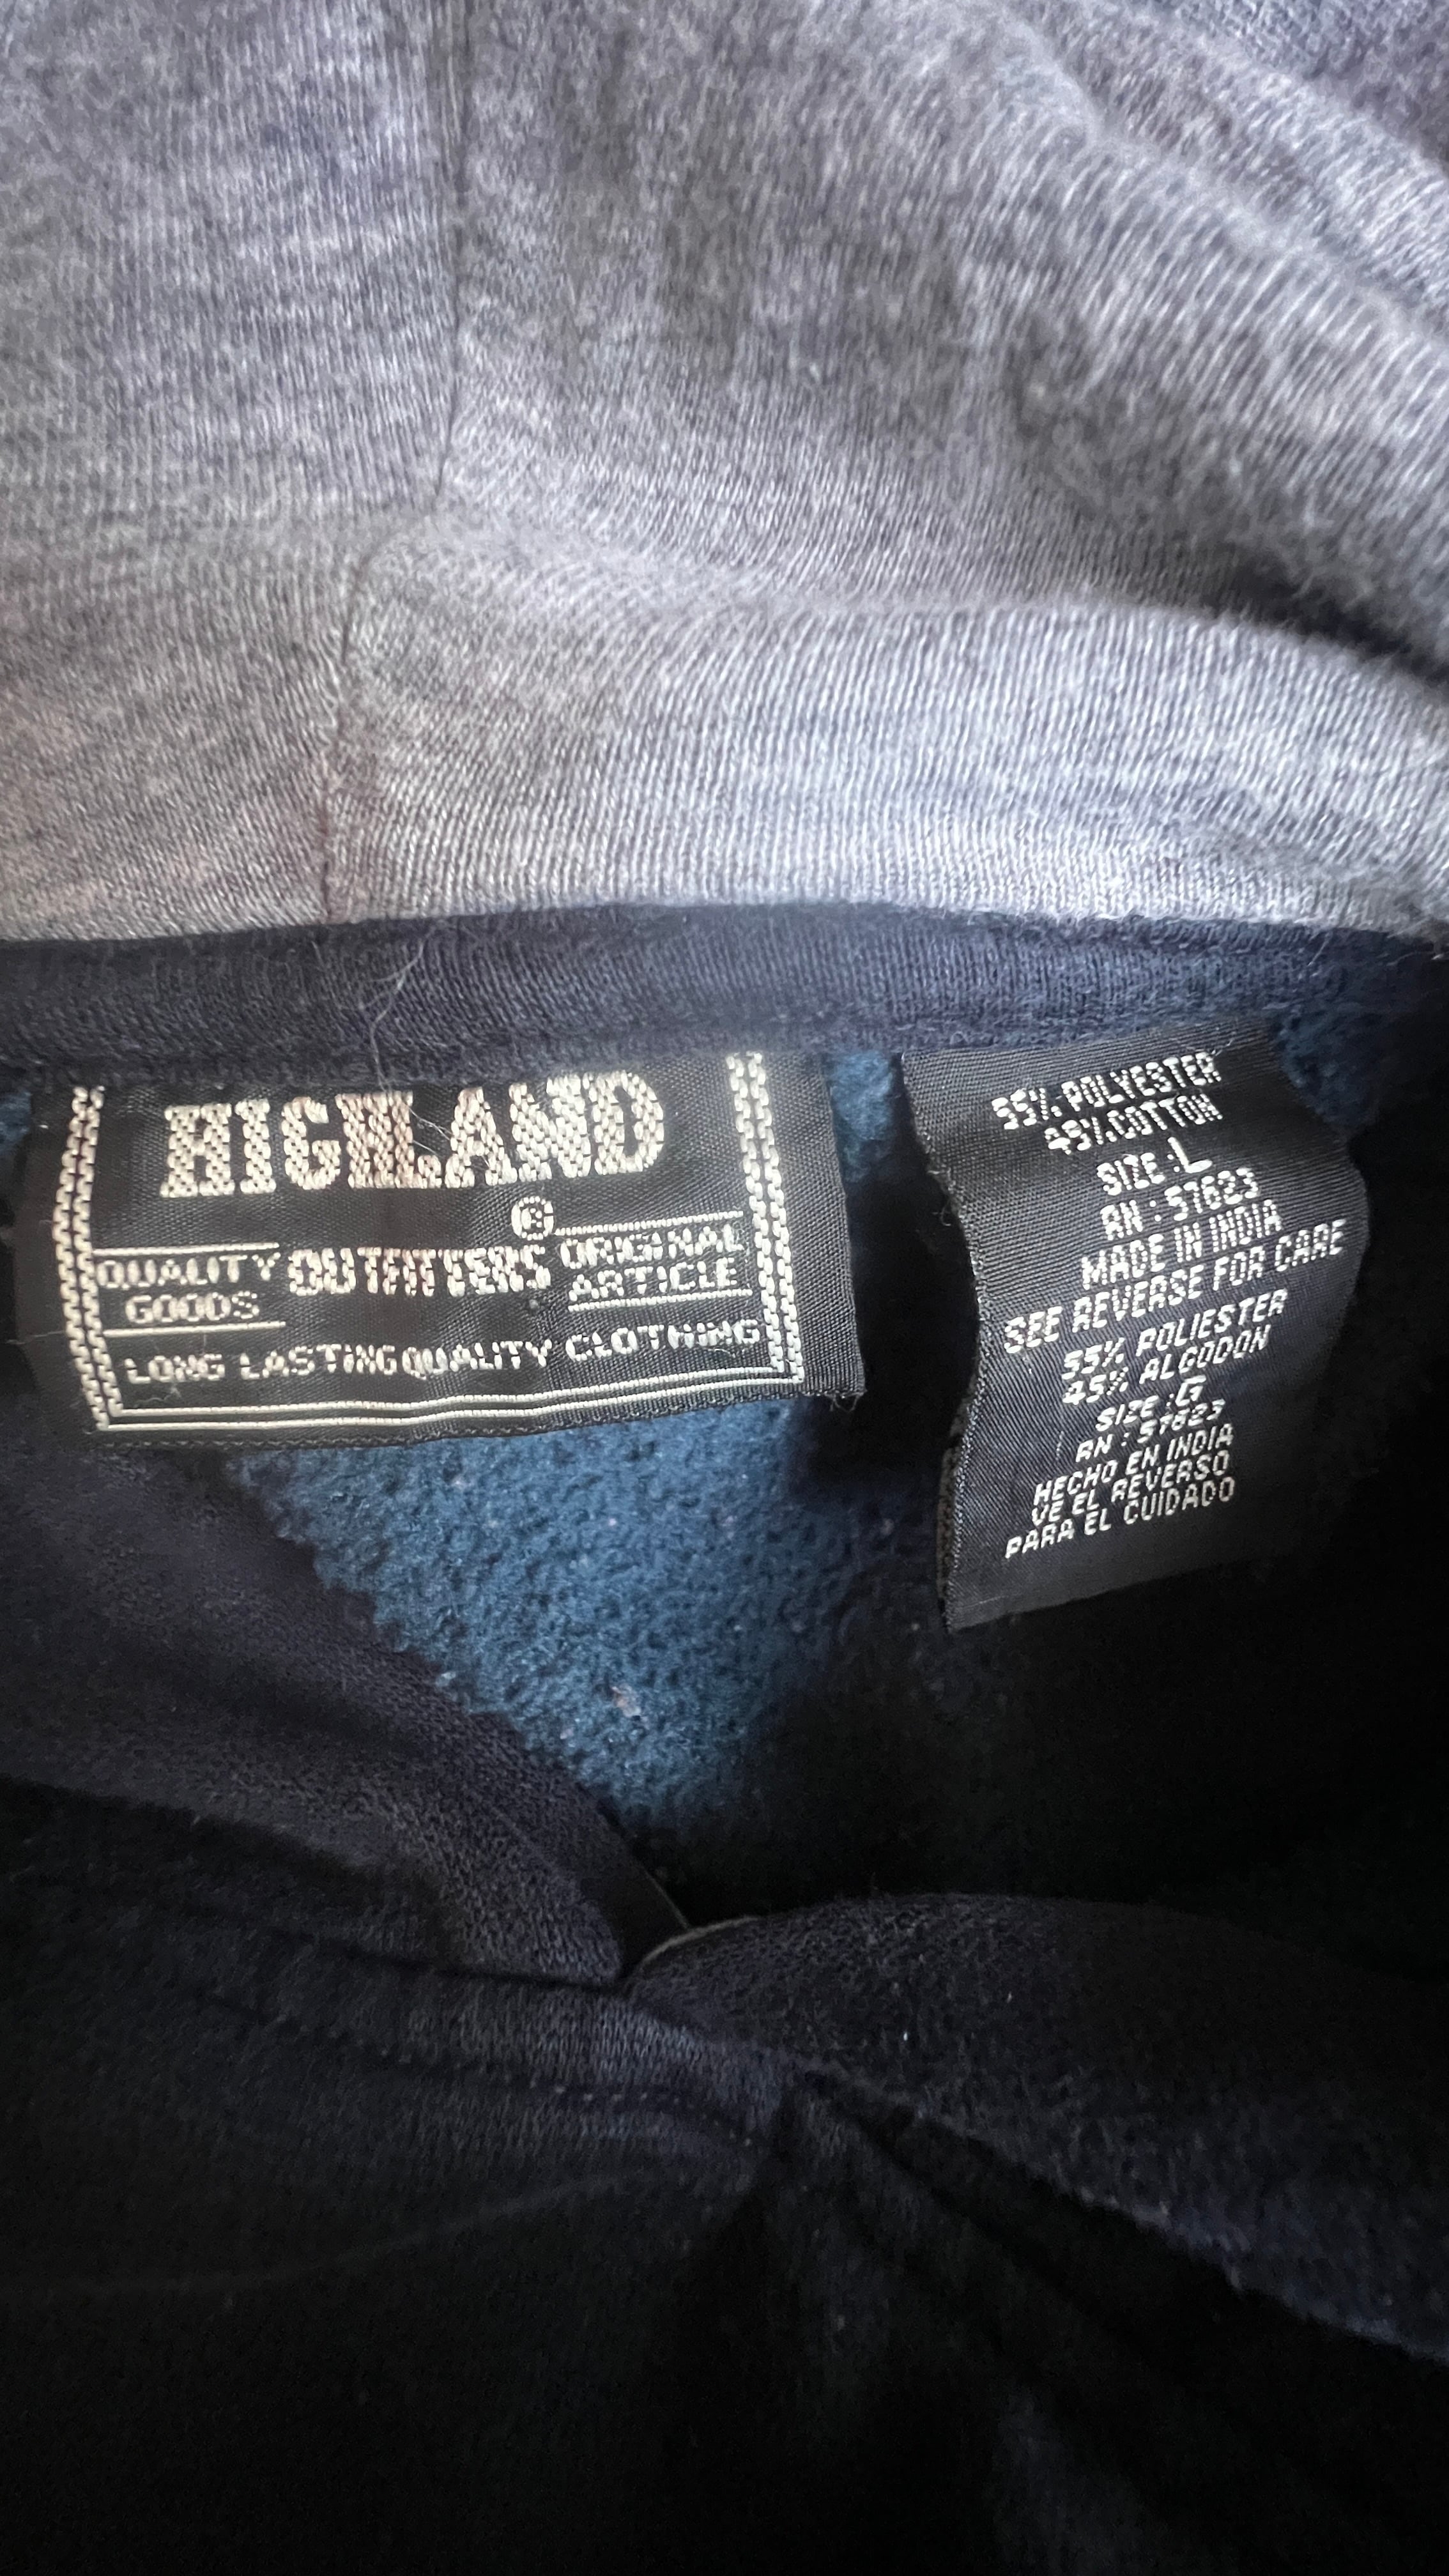 HIGHLAND
®
QUALITY
GOODS
OUTFITTERS
ORIGINAL
ARTICLE
LONG LASTING QUALITY CLOTHING
55% POLYESTER
45% COTTON
SIZE : L
RN : 57623
MADE IN INDIA
SEE REVERSE FOR CARE
55% POLIESTER
45% ALGODON
SIZE : G
RN : 57623
HECHO EN INDIA
VE EL REVERSO
PARA EL CUIDADO